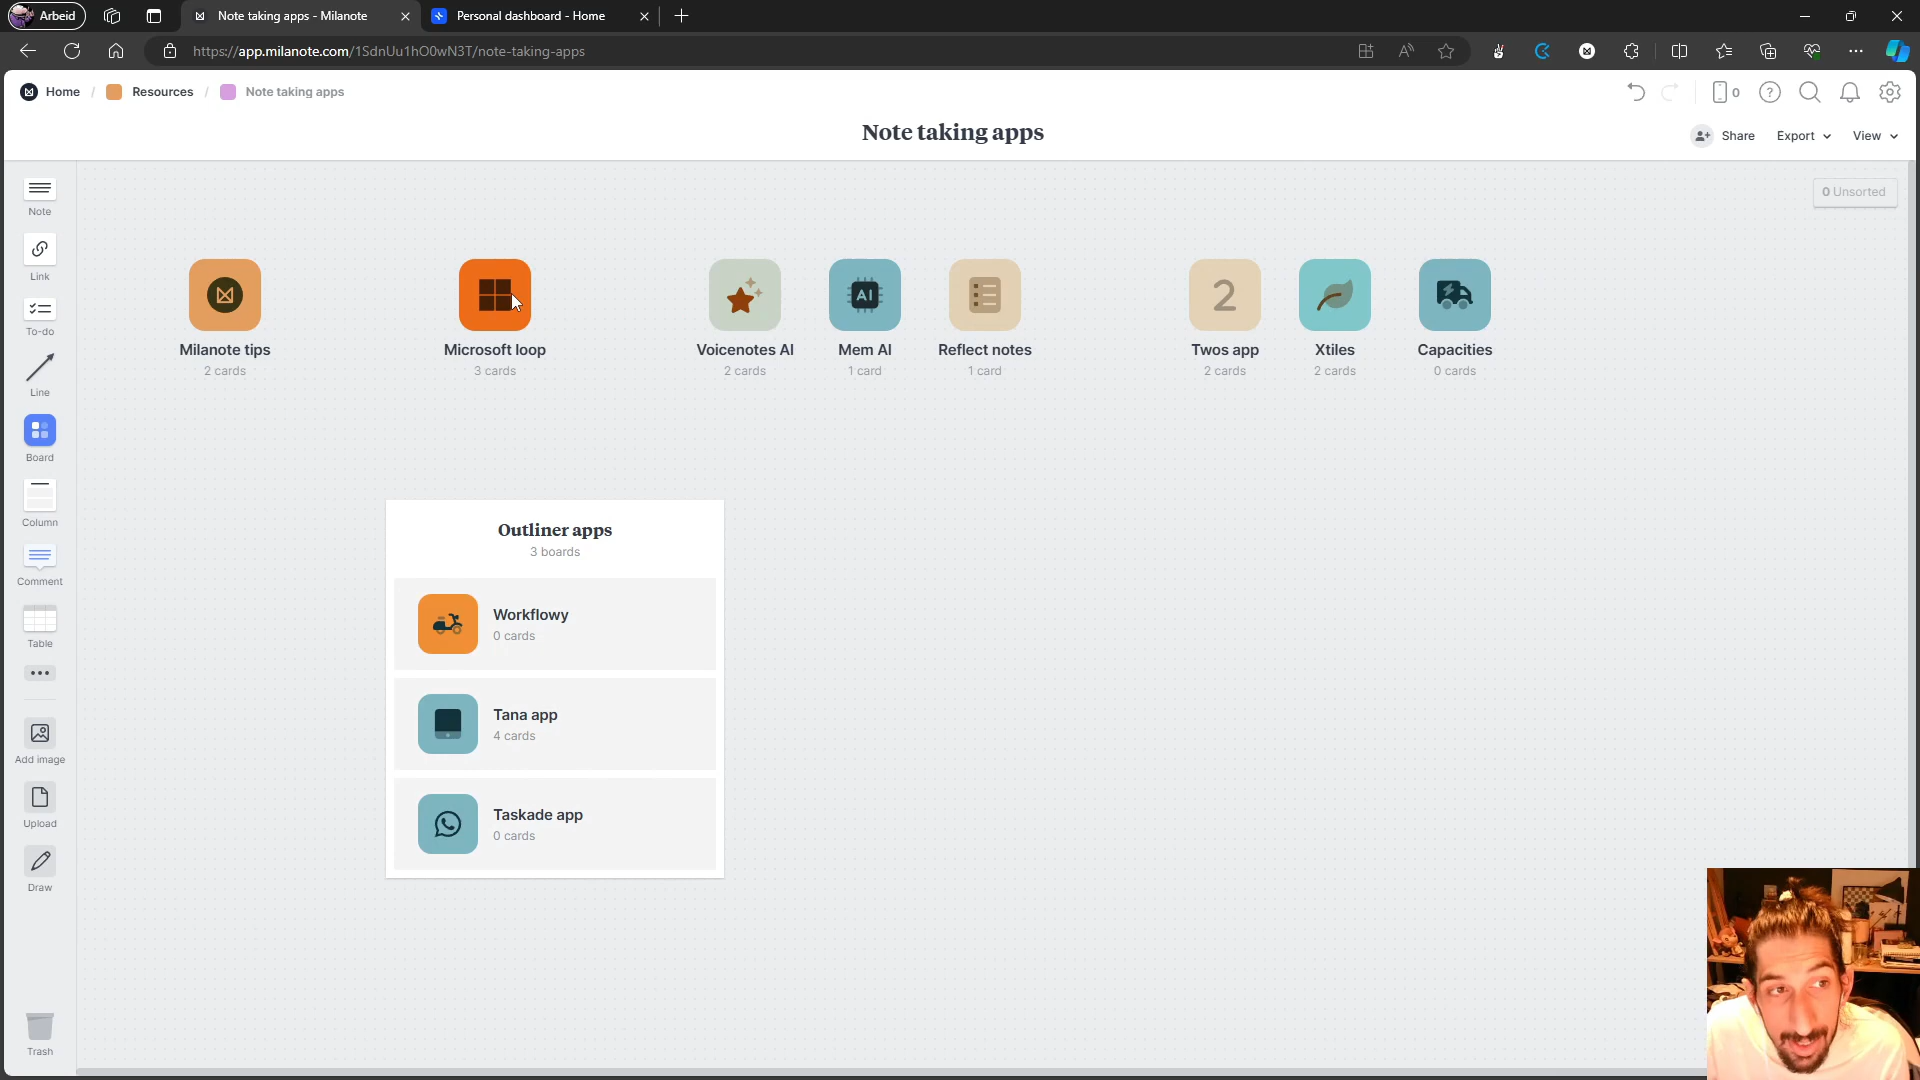 Arbeid
Note taking apps - Milanote
Personal dashboard - Home
https://app.milanote.com/1SdnUu1hO0wN3T/note-taking-apps
Home / Resources / Note taking apps
0
Note taking apps
Share
Export
View
0 Unsorted
Note
Link
To-do
Line
Board
Column
Comment
Table
Add image
Upload
Draw
Trash
Milanote tips
2 cards
Microsoft loop
3 cards
Voicenotes AI
2 cards
AI
Mem AI
1 card
Reflect notes
1 card
2
Twos app
2 cards
Xtiles
2 cards
Capacities
0 cards
Outliner apps
3 boards
Workflowy
0 cards
Tana app
4 cards
Taskade app
0 cards